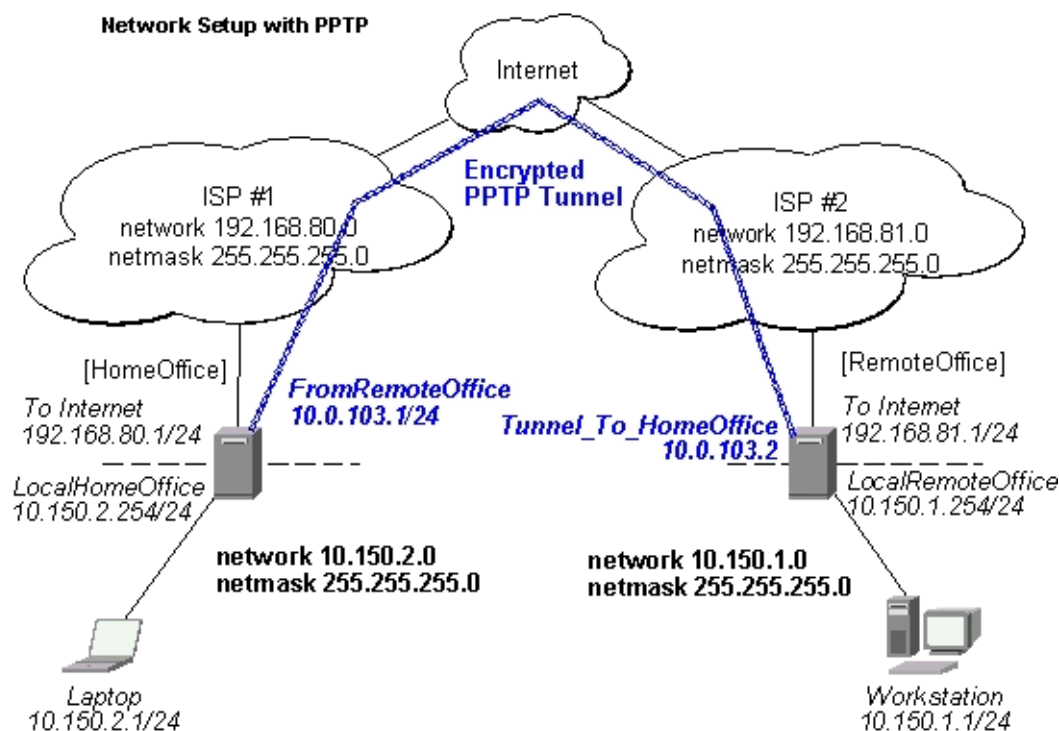 Network Setup with PPTP
Internet
Encrypted
PPTP Tunnel
ISP #1
network 192.168.80.0
netmask 255.255.255.0
ISP #2
network 192.168.81.0
netmask 255.255.255.0
[HomeOffice]
To Internet
192.168.80.1/24
FromRemoteOffice
10.0.103.1/24
[RemoteOffice]
To Internet
192.168.81.1/24
Tunnel_To_HomeOffice
10.0.103.2
LocalHomeOffice
10.150.2.254/24
LocalRemoteOffice
10.150.1.254/24
network 10.150.2.0
netmask 255.255.255.0
network 10.150.1.0
netmask 255.255.255.0
Laptop
10.150.2.1/24
Workstation
10.150.1.1/24